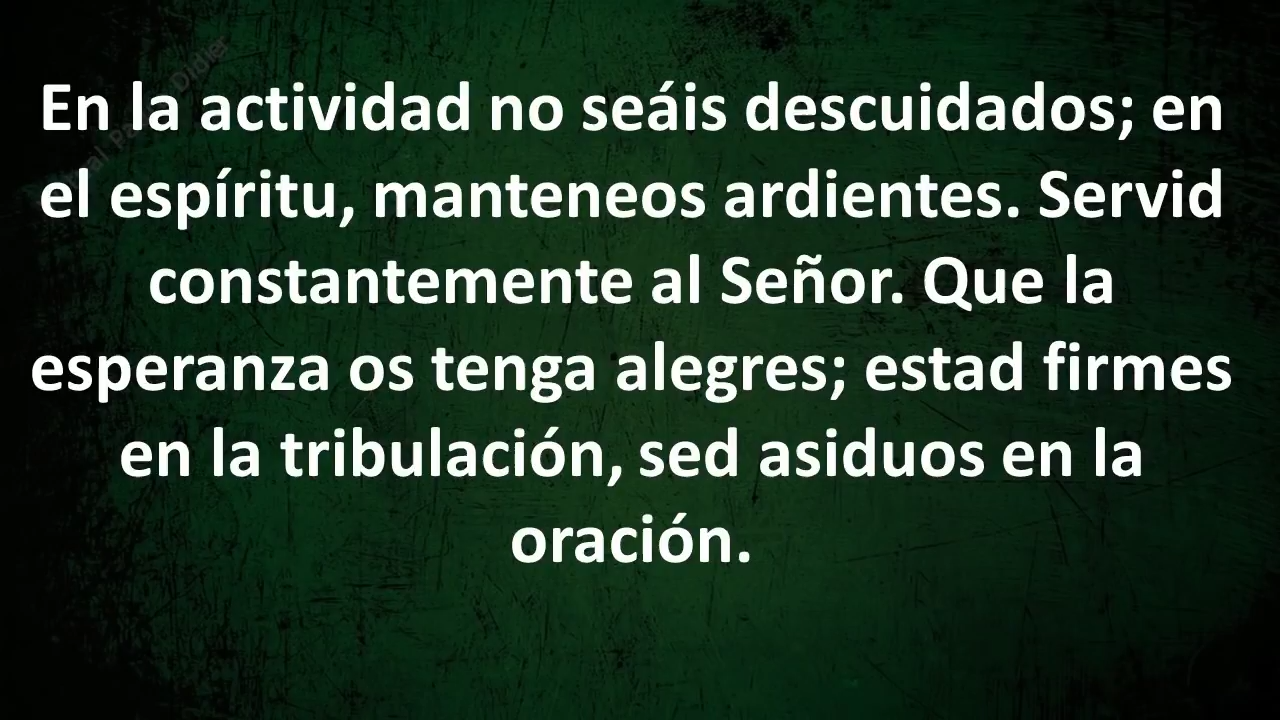 En la actividad no seáis descuidados; en
el espíritu, manteneos ardientes. Servid
constantemente al Señor. Que la
esperanza os tenga alegres; estad firmes
en la tribulación, sed asiduos en la
oración.
Didier